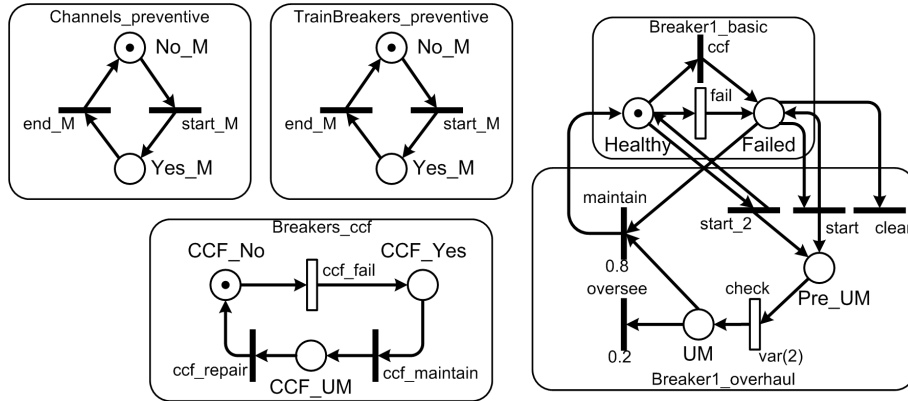 Channels_preventive
No_M
end_M
start_M
Yes_M
TrainBreakers_preventive
No_M
end_M
start_M
Yes_M
Breakers_ccf
CCF_No
CCF_Yes
ccf_fail
ccf_repair
CCF_UM
ccf_maintain
Breaker1_basic
ccf
fail
Healthy
Failed
maintain
start_2
start
clear
0.8
oversee
check
Pre_UM
0.2
UM
var(2)
Breaker1_overhaul